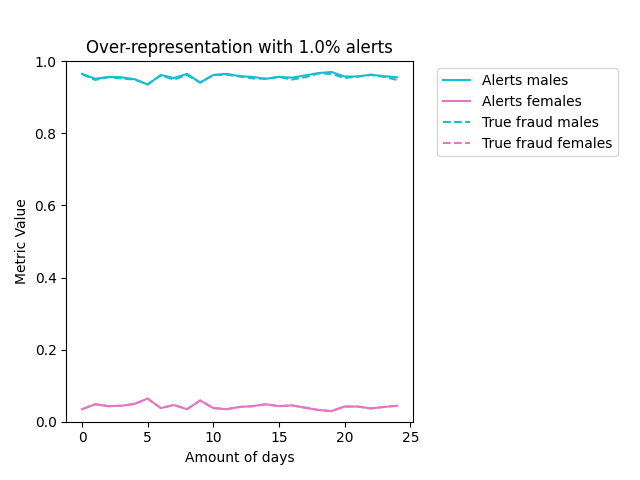 Over-representation with 1.0% alerts
1.0
0.8
0.6
0.4
0.2
0.0
Metric Value
0
5
10
15
20
25
Amount of days
Alerts males
Alerts females
True fraud males
True fraud females